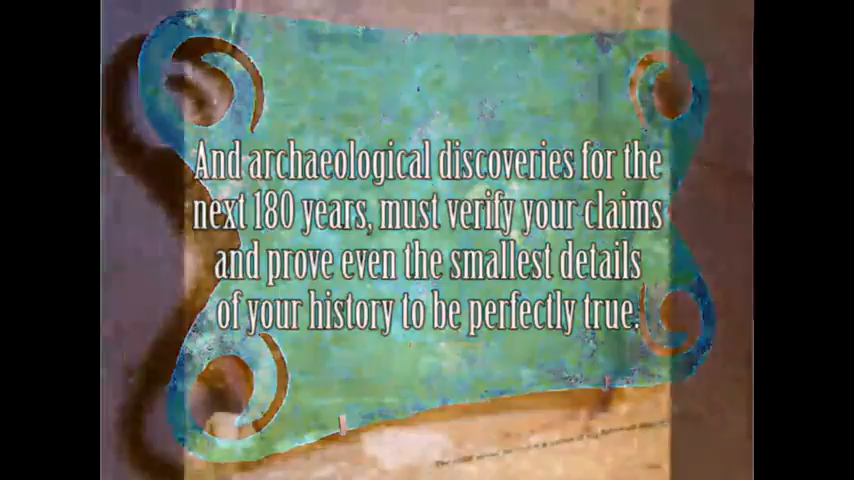 And archaeological discoveries for the
next 180 years, must verify your claims
and prove even the smallest details
of your history to be perfectly true.